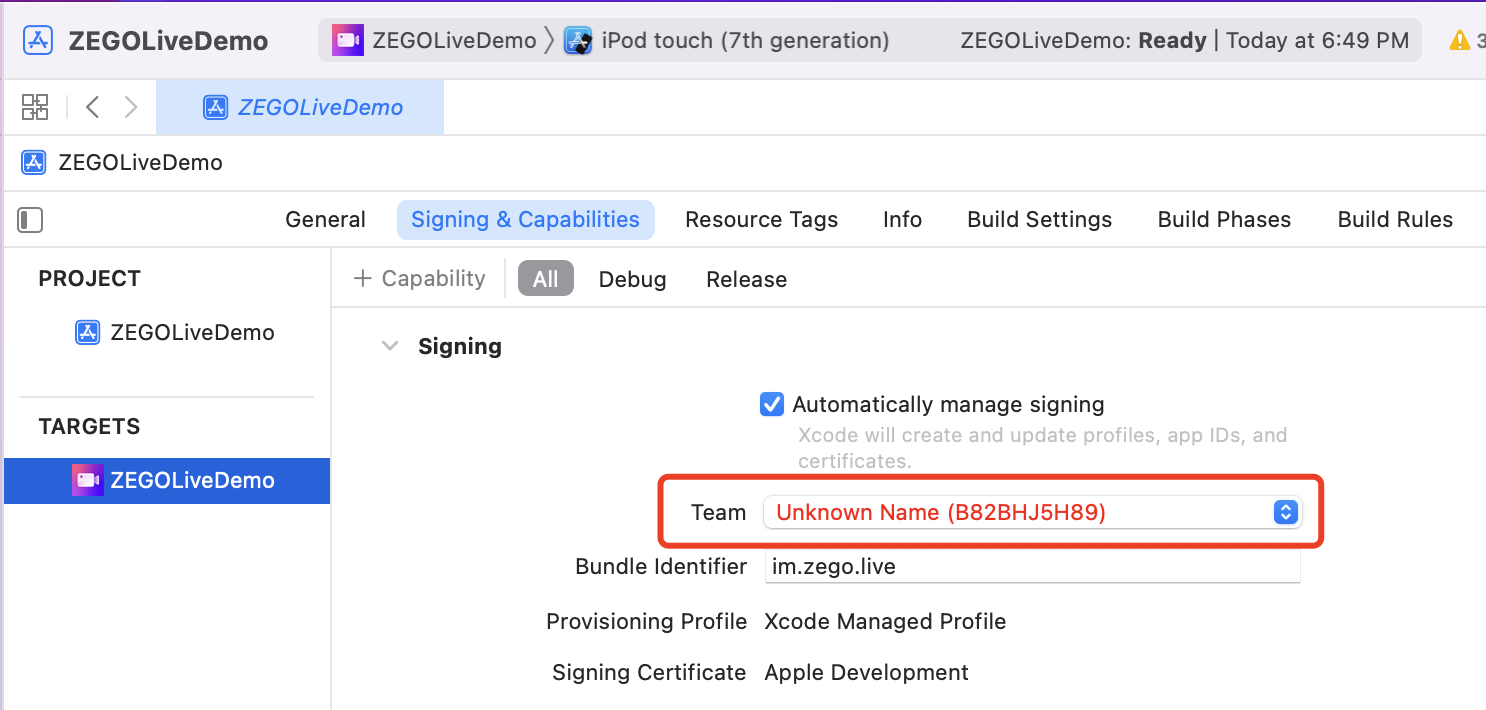 ZEGOLiveDemo ZEGOLiveDemo iPod touch (7th generation) ZEGOLiveDemo: Ready | Today at 6:49 PM 3
ZEGOLiveDemo
ZEGOLiveDemo
General Signing & Capabilities Resource Tags Info Build Settings Build Phases Build Rules
PROJECT + Capability All Debug Release
ZEGOLiveDemo
Signing
Automatically manage signing
TARGETS
Xcode will create and update profiles, app IDs, and
certificates.
ZEGOLiveDemo
Team Unknown Name (B82BHJ5H89)
Bundle Identifier im.zego.live
Provisioning Profile Xcode Managed Profile
Signing Certificate Apple Development